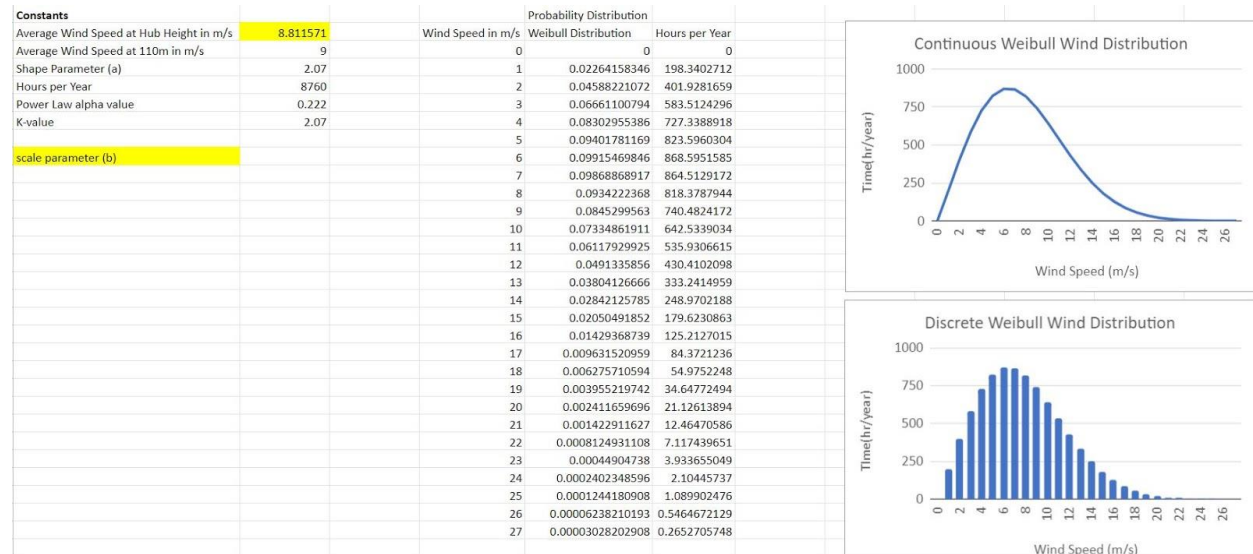 Constants Probability Distribution
Average Wind Speed at Hub Height in m/s 8.811571 Wind Speed in m/s Weibull Distribution Hours per Year
Average Wind Speed at 110m in m/s 9 0 0 0
Shape Parameter (a) 2.07 1 0.02264158346 198.3402712
Hours per Year 8760 2 0.04588221072 401.9281659
Power Law alpha value 0.222 3 0.06661100794 583.5124296
K-value 2.07 4 0.08302955386 727.3388918
5 0.09401781169 823.5960304
scale parameter (b) 6 0.09915469846 868.5951585
7 0.09868868917 864.5129172
8 0.0934222368 818.3787944
9 0.0845299563 740.4824172
10 0.07334861911 642.5339034
11 0.06117929925 535.9306615
12 0.0491335856 430.4102098
13 0.03804126666 333.2414959
14 0.02842125785 248.9702188
15 0.02050491852 179.6230863
16 0.01429368739 125.2127015
17 0.009631520959 84.3721236
18 0.006275710594 54.9752248
19 0.003955219742 34.64772494
20 0.002411659696 21.12613894
21 0.001422911627 12.46470586
22 0.0008124931108 7.117439651
23 0.00044904738 3.933655049
24 0.0002402348596 2.10445737
25 0.0001244180908 1.089902476
26 0.00006238210193 0.5464672129
27 0.00003028202908 0.2652705748
Continuous Weibull Wind Distribution
1000
750
500
250
0
Time(hr/year)
0 2 4 6 8 10 12 14 16 18 20 22 24 26
Wind Speed (m/s)
Discrete Weibull Wind Distribution
1000
750
500
250
0
TIme(hr/year)
0 2 4 6 8 10 12 14 16 18 20 22 24 26
Wind Speed (m/s)